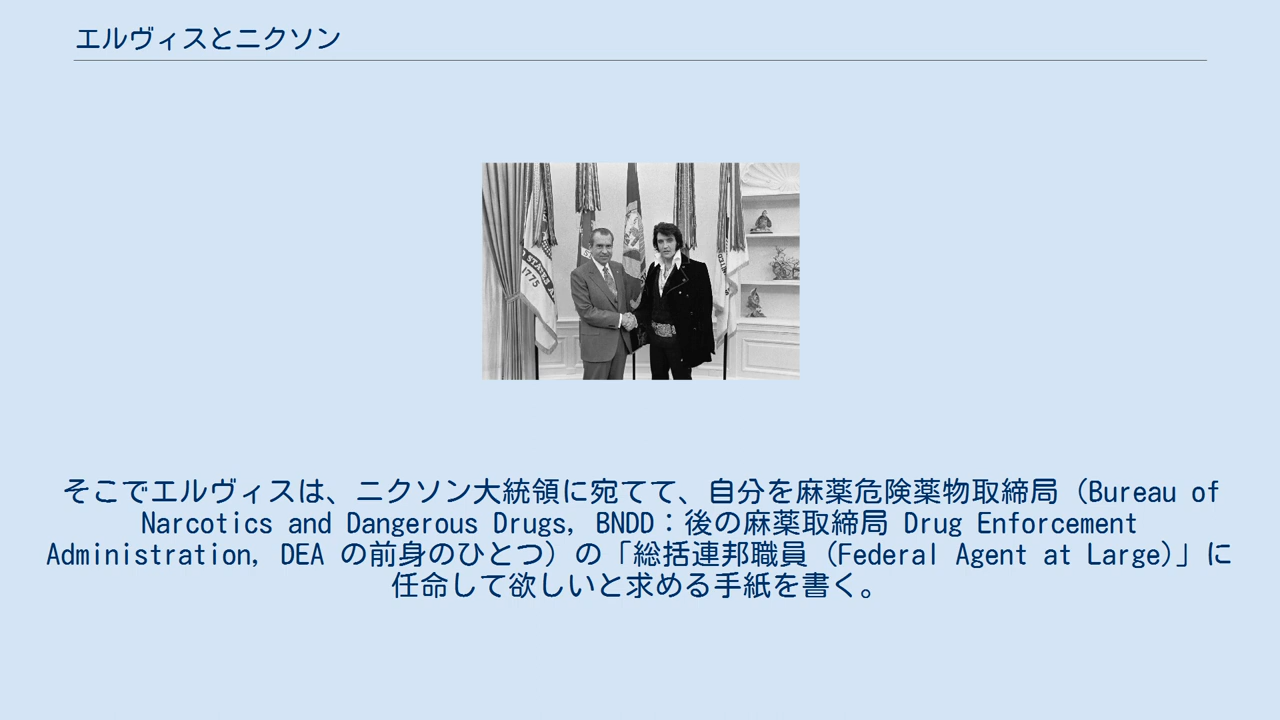 エルヴィスとニクソン
STATES
1775
そこでエルヴィスは、ニクソン大統領に宛てて、自分を麻薬危険薬物取締局（Bureau of
Narcotics and Dangerous Drugs, BNDD：後の麻薬取締局 Drug Enforcement
Administration, DEA の前身のひとつ）の「総括連邦職員（Federal Agent at Large)」に
任命して欲しいと求める手紙を書く。